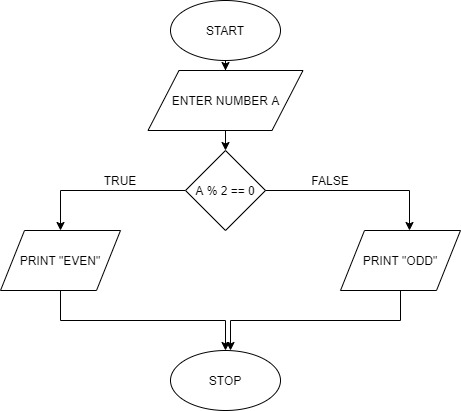 START
ENTER NUMBER A
A % 2 == 0
TRUE
FALSE
PRINT "EVEN"
PRINT "ODD"
STOP